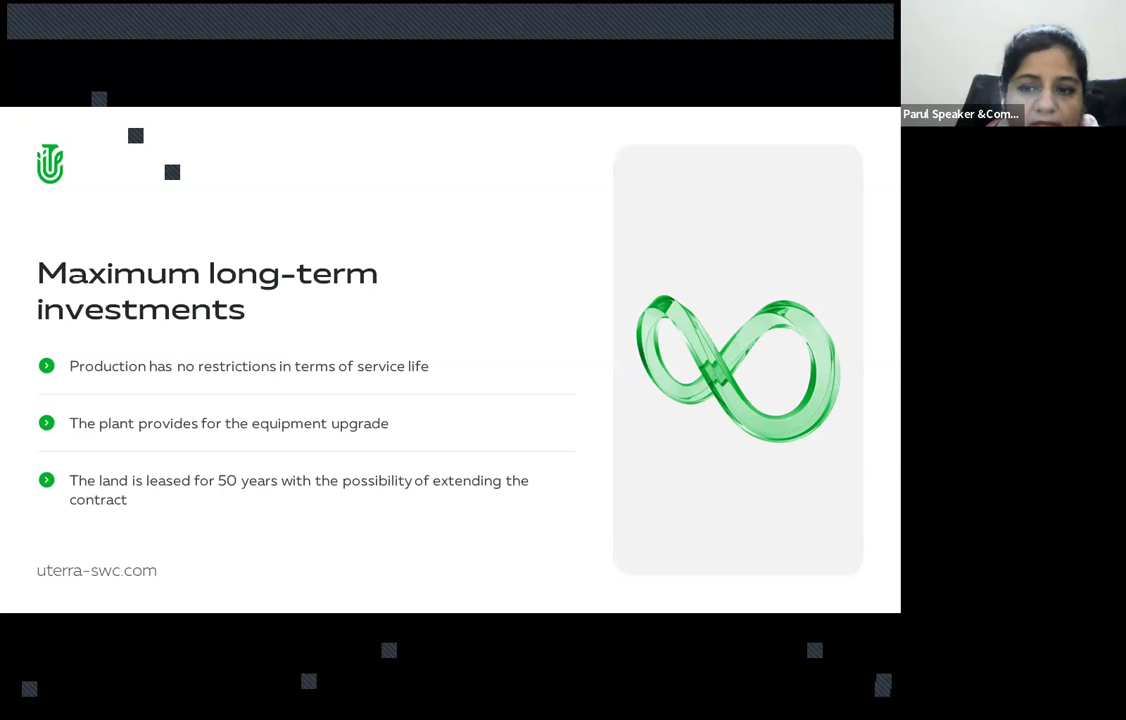 Parul Speaker &Com...
Maximum long-term
investments
Production has no restrictions in terms of service life
The plant provides for the equipment upgrade
The land is leased for 50 years with the possibility of extending the
contract
uterra-swc.com